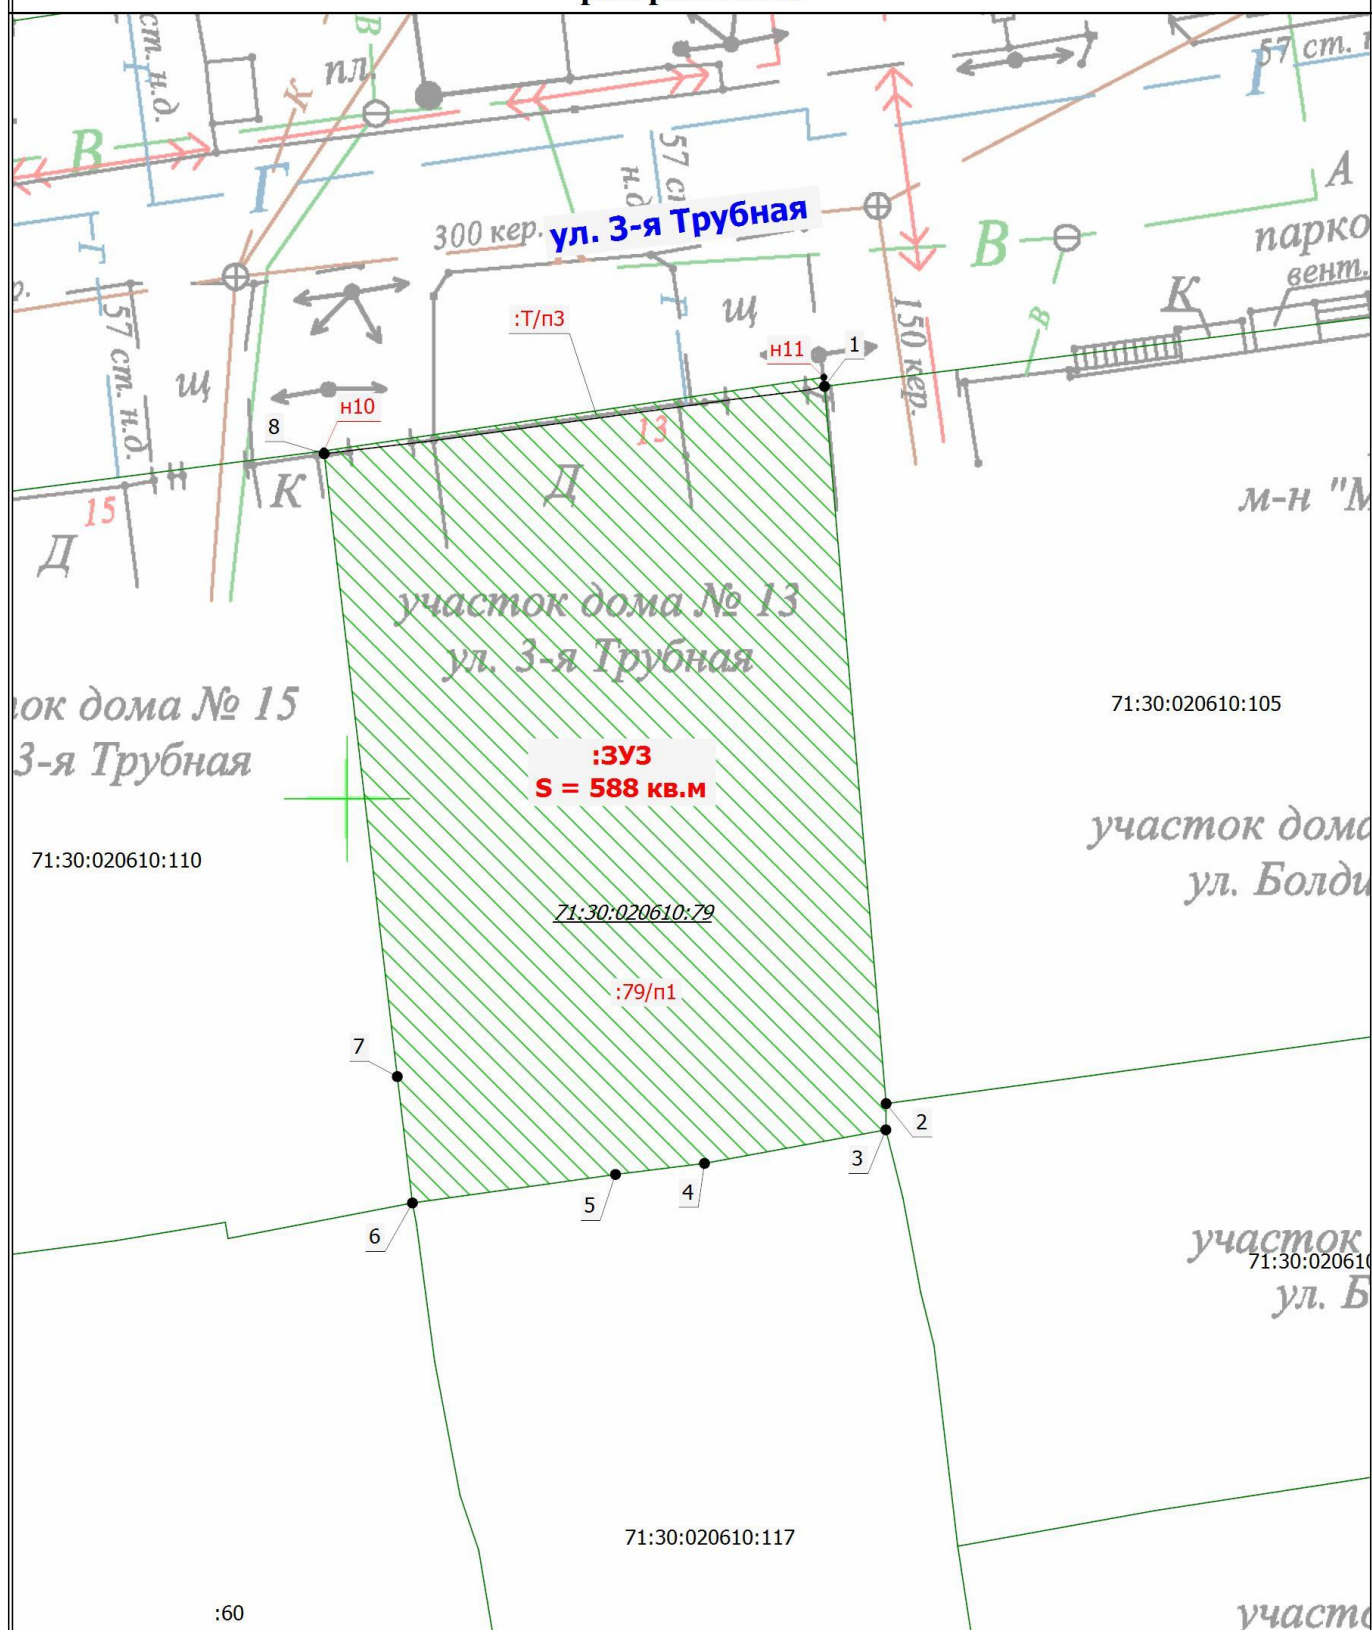 ст. н.д.
Г
В
К
пл.
57 ст.
Г
В
Г
57
н.д
А
300 кер.
ул. 3-я Трубная
В
парко
вент.
К
Г
57 ст. н.д.
щ
:Т/п3
Г
щ
н11
1
150 кер.
В
8
н10
13
К
Д
15
Д
м-н "М
участок дома № 13
ул. 3-я Трубная
ок дома № 15
3-я Трубная
71:30:020610:105
:ЗУ3
S = 588 кв.м
участок дома
ул. Болди
71:30:020610:110
71:30:020610:79
:79/п1
7
2
3
4
5
6
участок
71:30:02061
ул. Б
71:30:020610:117
:60
участо